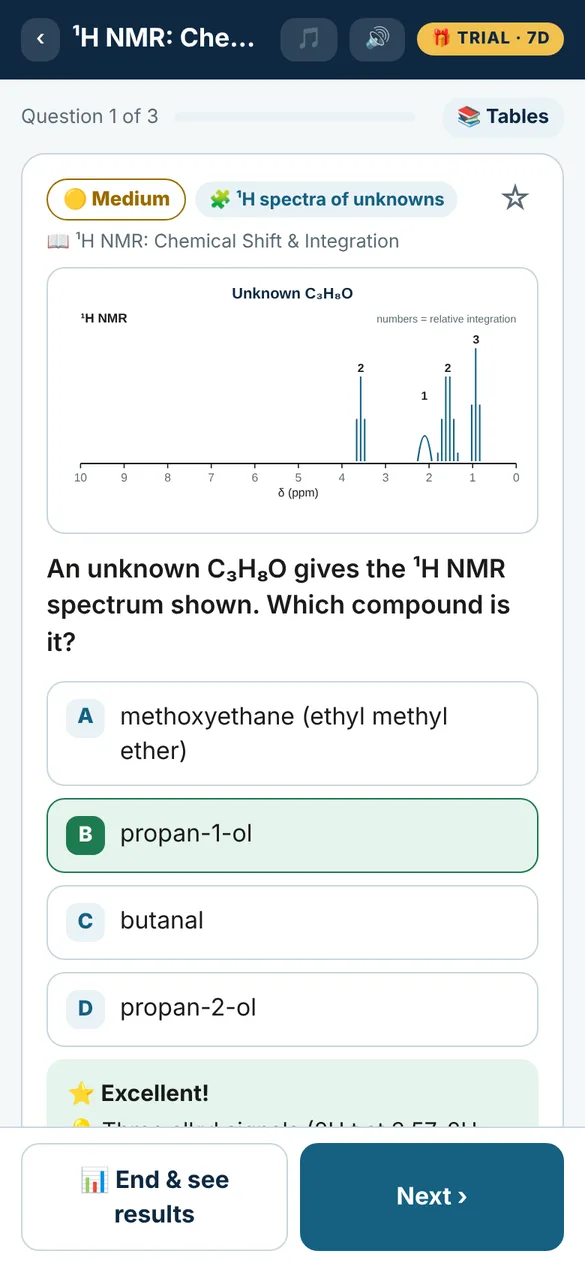 ‹ ¹H NMR: Che... 🎵 🔊 🎁 TRIAL · 7D
Question 1 of 3 📚 Tables
🟡 Medium 🧩 ¹H spectra of unknowns ☆
📖 ¹H NMR: Chemical Shift & Integration
Unknown C₃H₈O
¹H NMR numbers = relative integration
3
2 2
1
10 9 8 7 6 5 4 3 2 1 0
δ (ppm)
An unknown C₃H₈O gives the ¹H NMR
spectrum shown. Which compound is
it?
A methoxyethane (ethyl methyl
ether)
B propan-1-ol
C butanal
D propan-2-ol
⭐ Excellent!
📊 End & see
results
Next ›